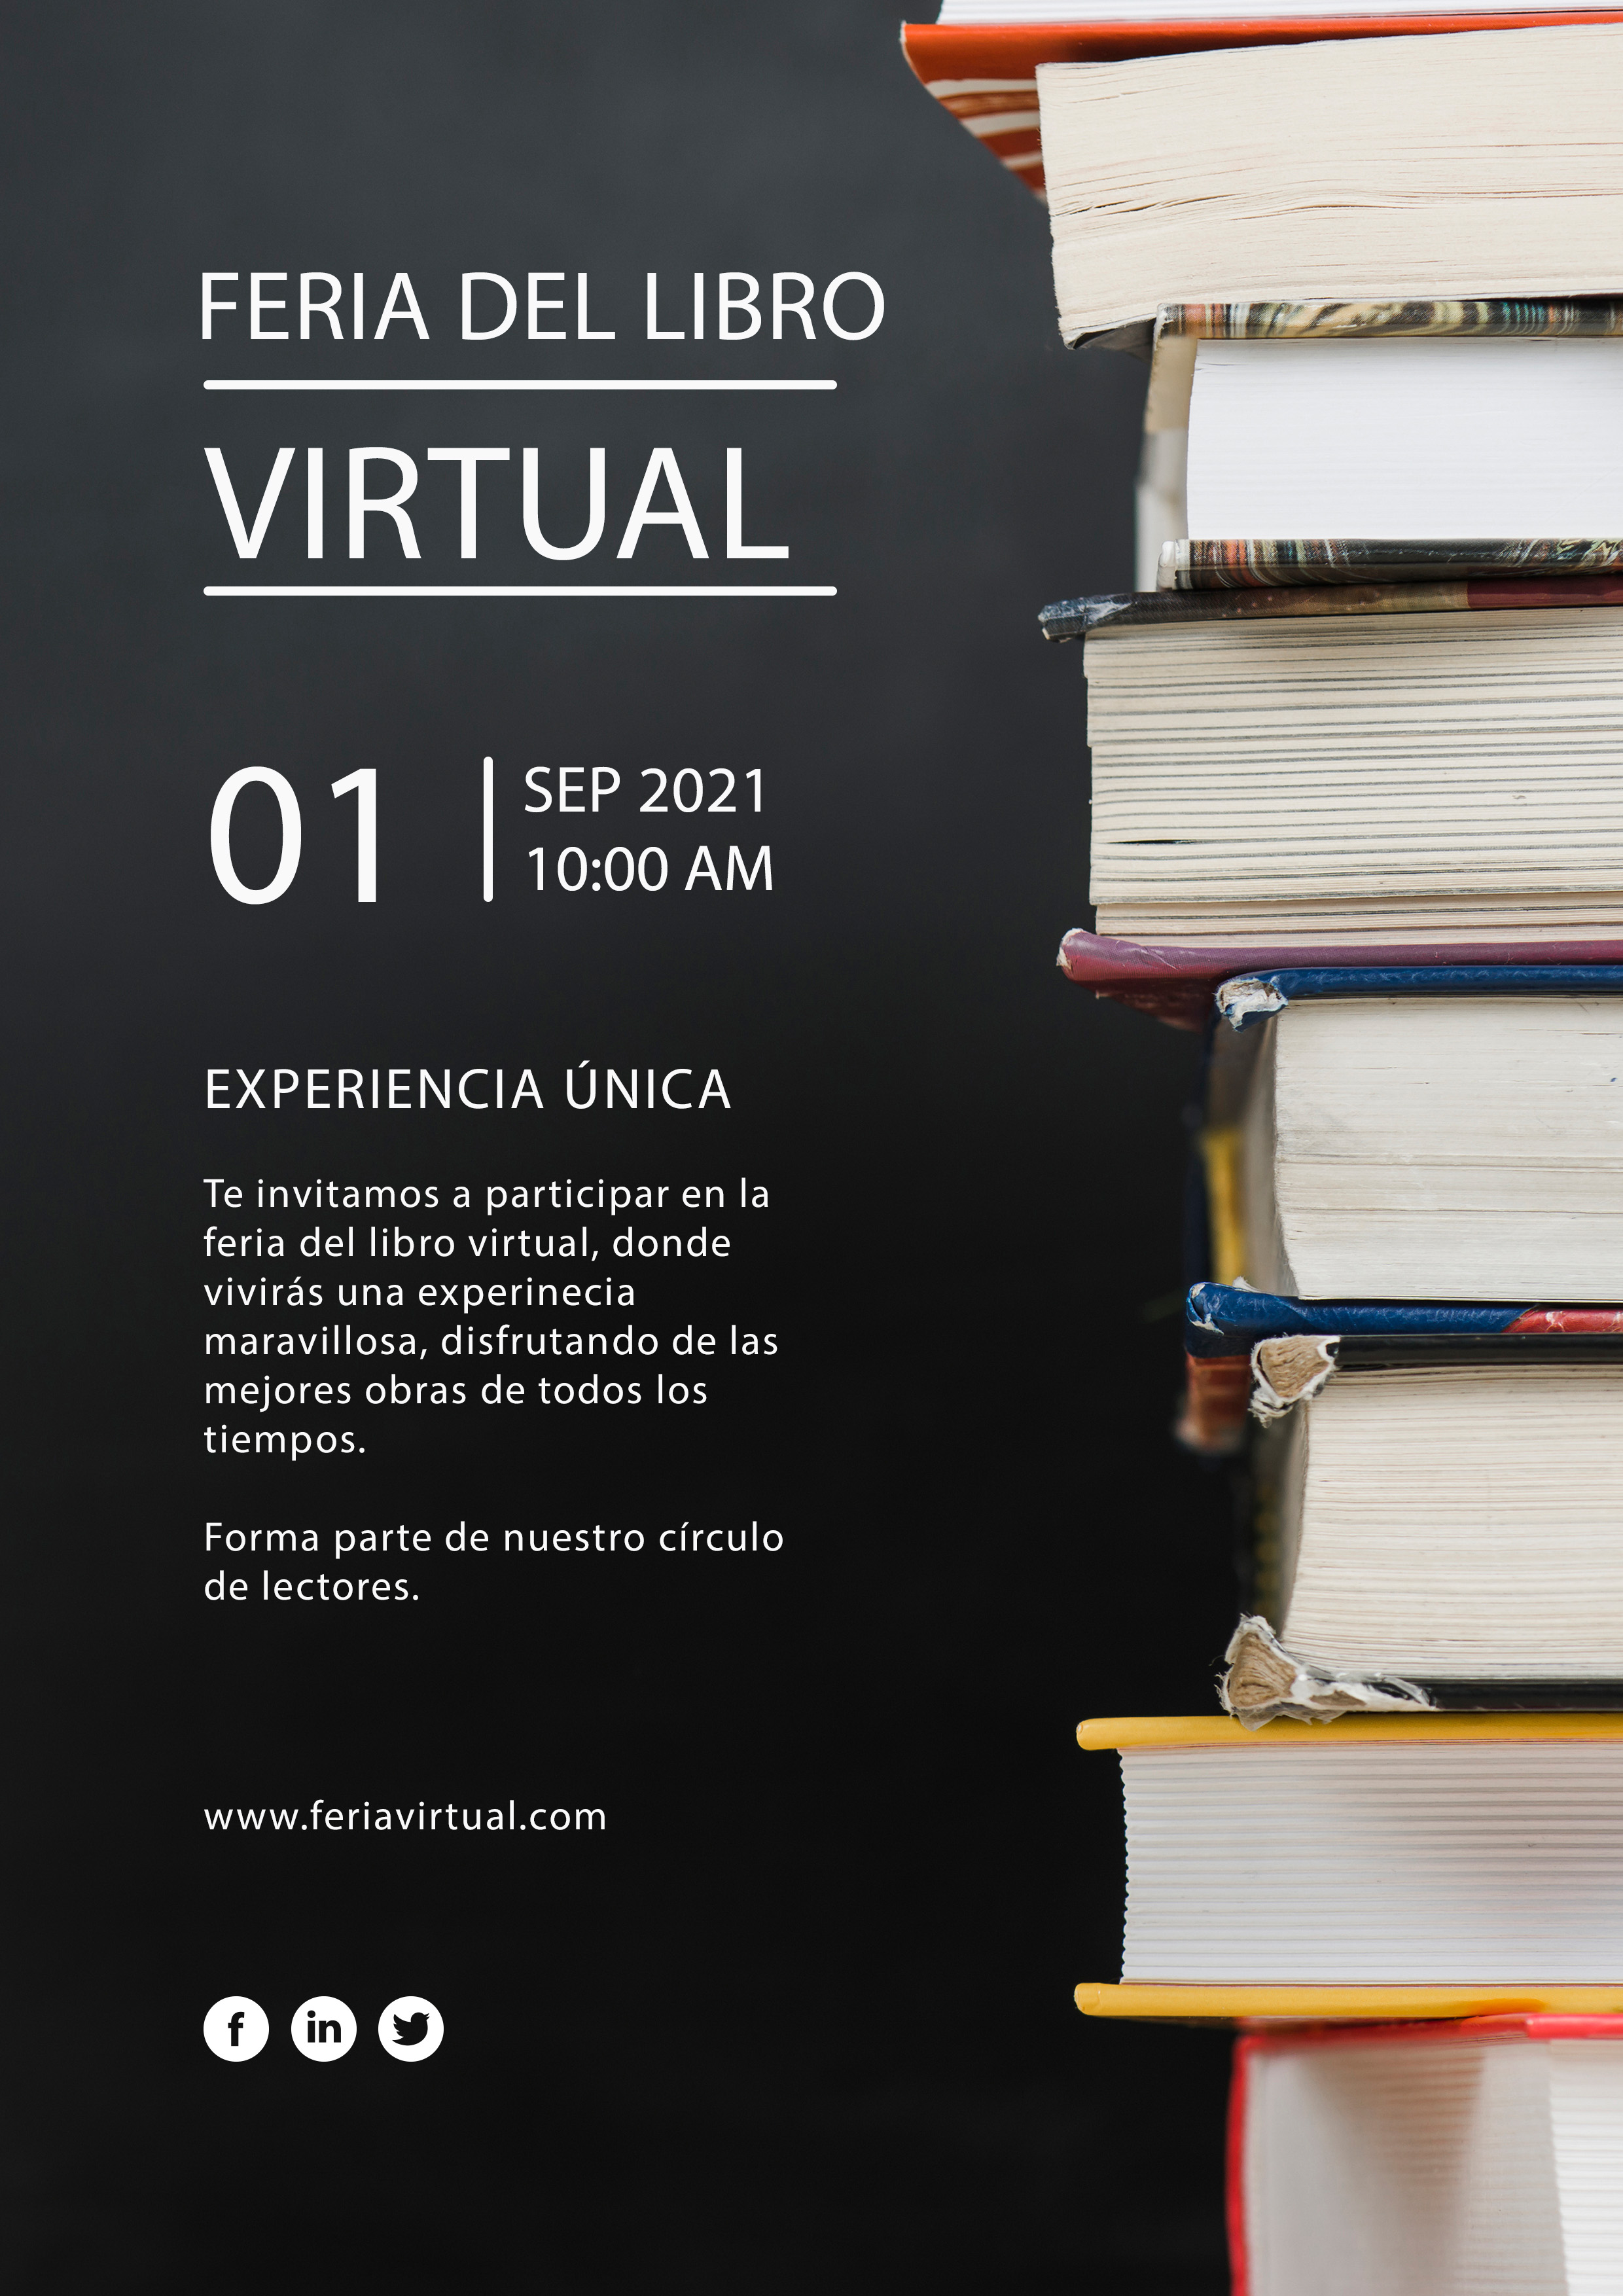 FERIA DEL LIBRO
VIRTUAL
01
SEP 2021
10:00 AM
EXPERIENCIA ÚNICA
Te invitamos a participar en la
feria del libro virtual, donde
vivirás una experinecia
maravillosa, disfrutando de las
mejores obras de todos los
tiempos.
Forma parte de nuestro círculo
de lectores.
www.feriavirtual.com
f in